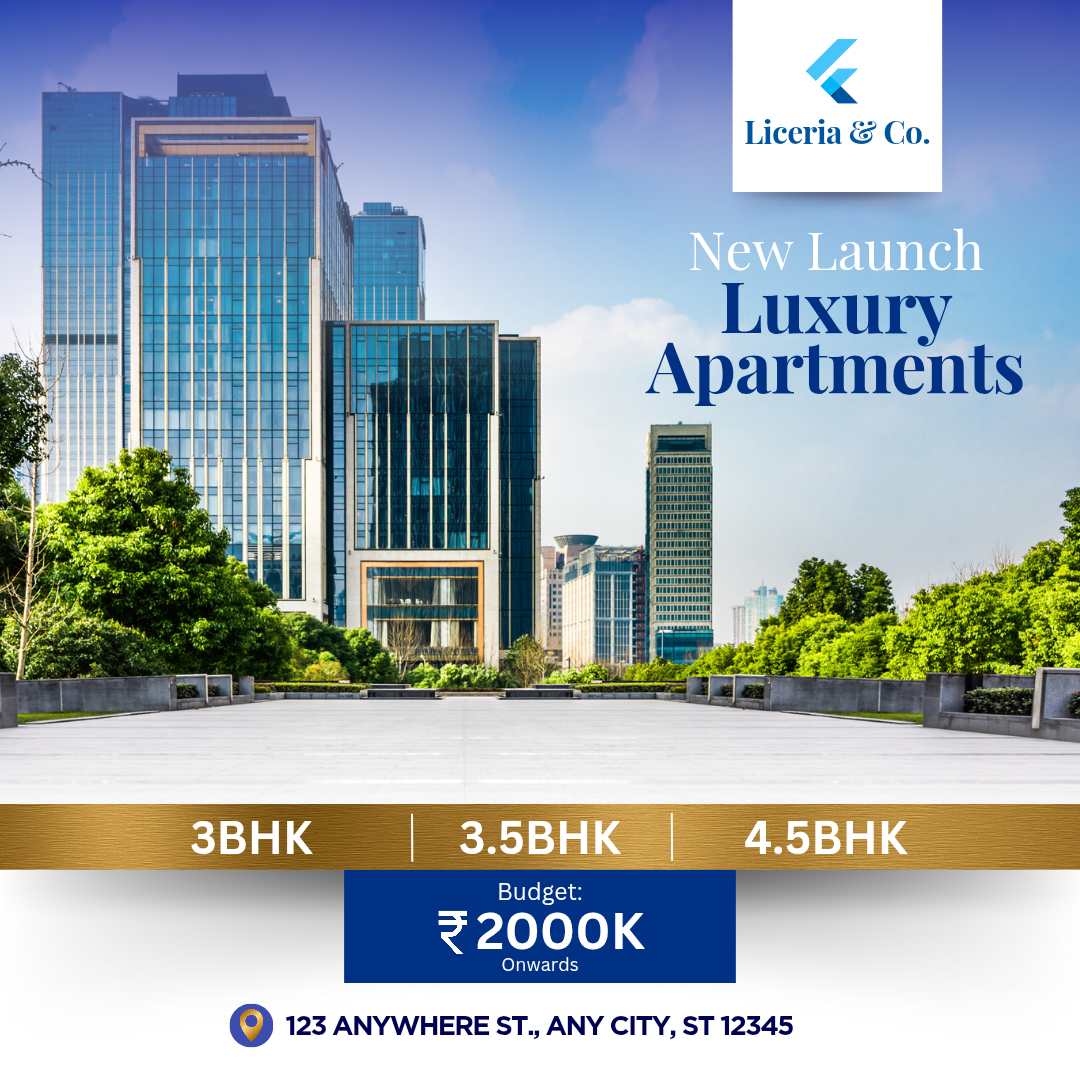 Liceria & Co.
New Launch
Luxury
Apartments
3BHK
3.5BHK
4.5BHK
Budget:
₹2000K
Onwards
123 ANYWHERE ST., ANY CITY, ST 12345